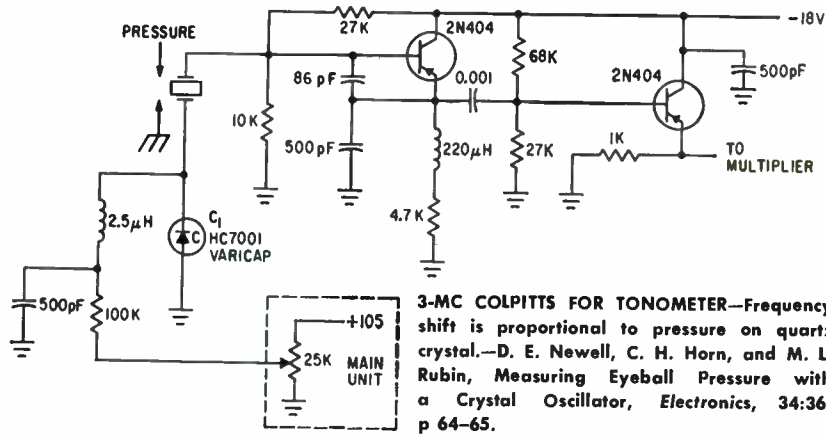 PRESSURE
27K
2N404
-18V
86 pF
0.001
68K
2N404
500pF
10K
500 pF
220μH
27K
1K
TO
MULTIPLIER
4.7K
2.5μH
C1
HC7001
VARICAP
C
500pF
100K
+105
25K
MAIN
UNIT
3-MC COLPITTS FOR TONOMETER—Frequency
shift is proportional to pressure on quartz
crystal.—D. E. Newell, C. H. Horn, and M. L.
Rubin, Measuring Eyeball Pressure with
a Crystal Oscillator, Electronics, 34:36,
p 64–65.